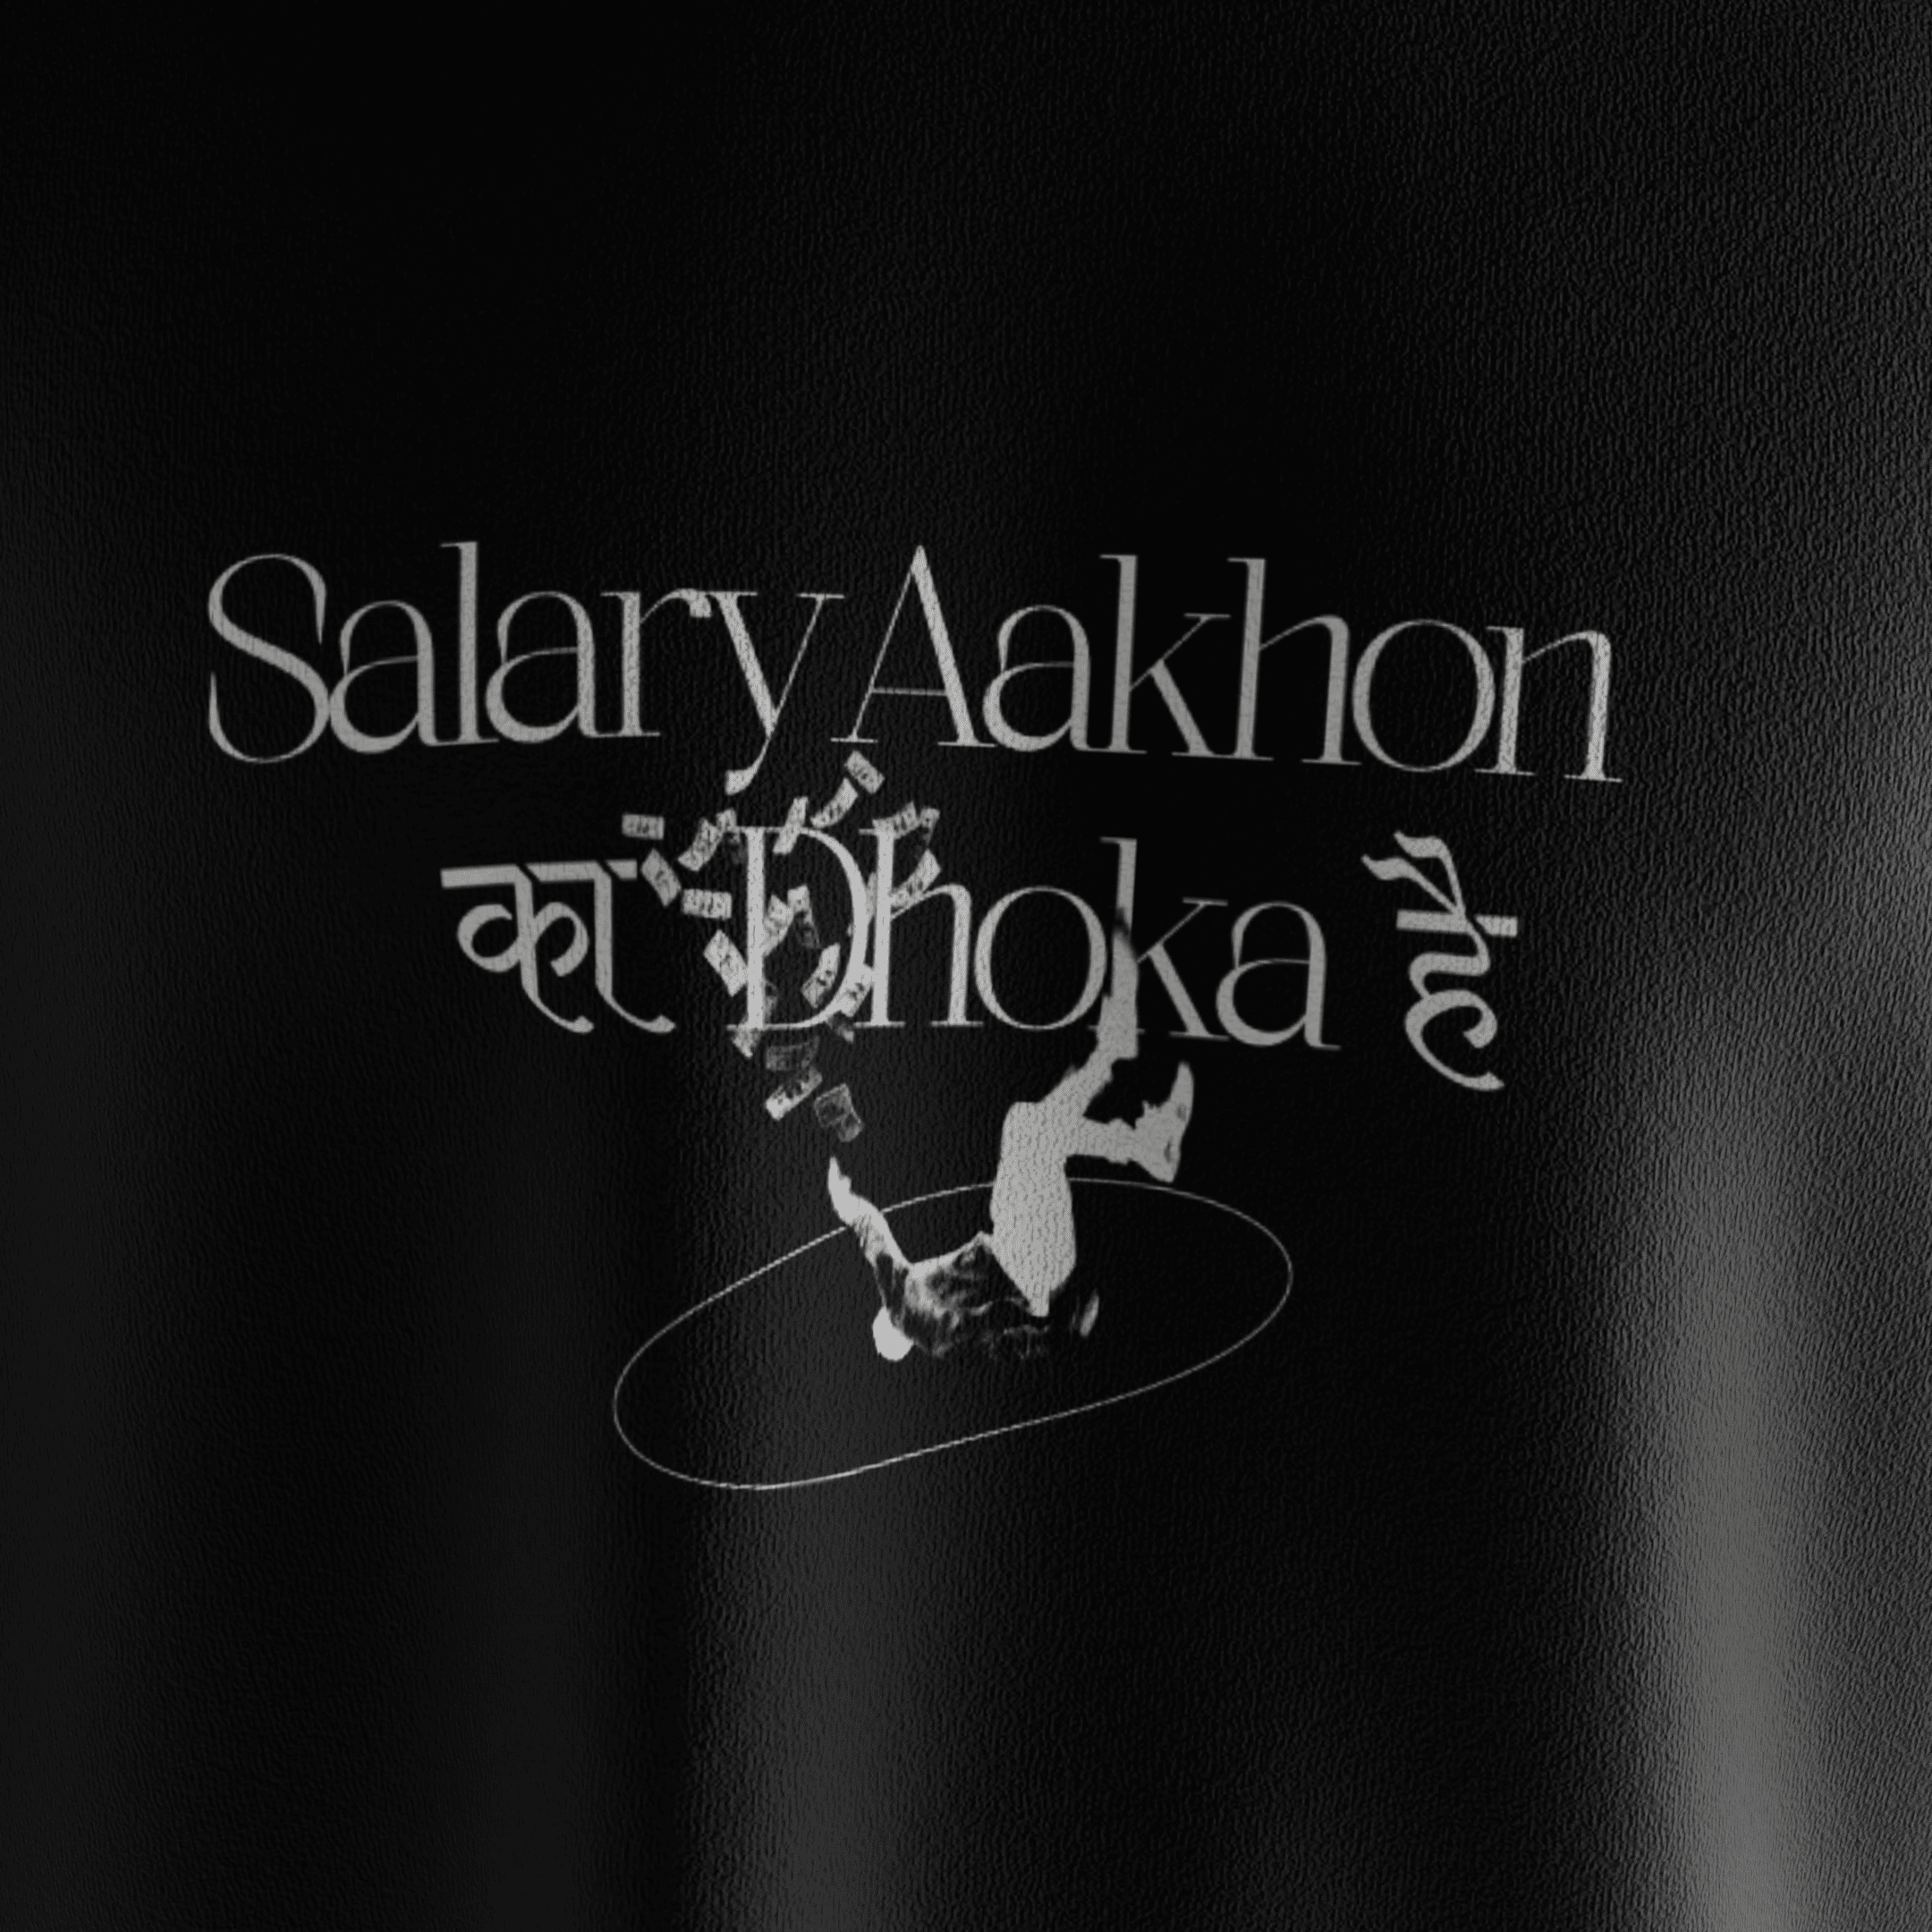 Salary Aakhon
का Dhoka है